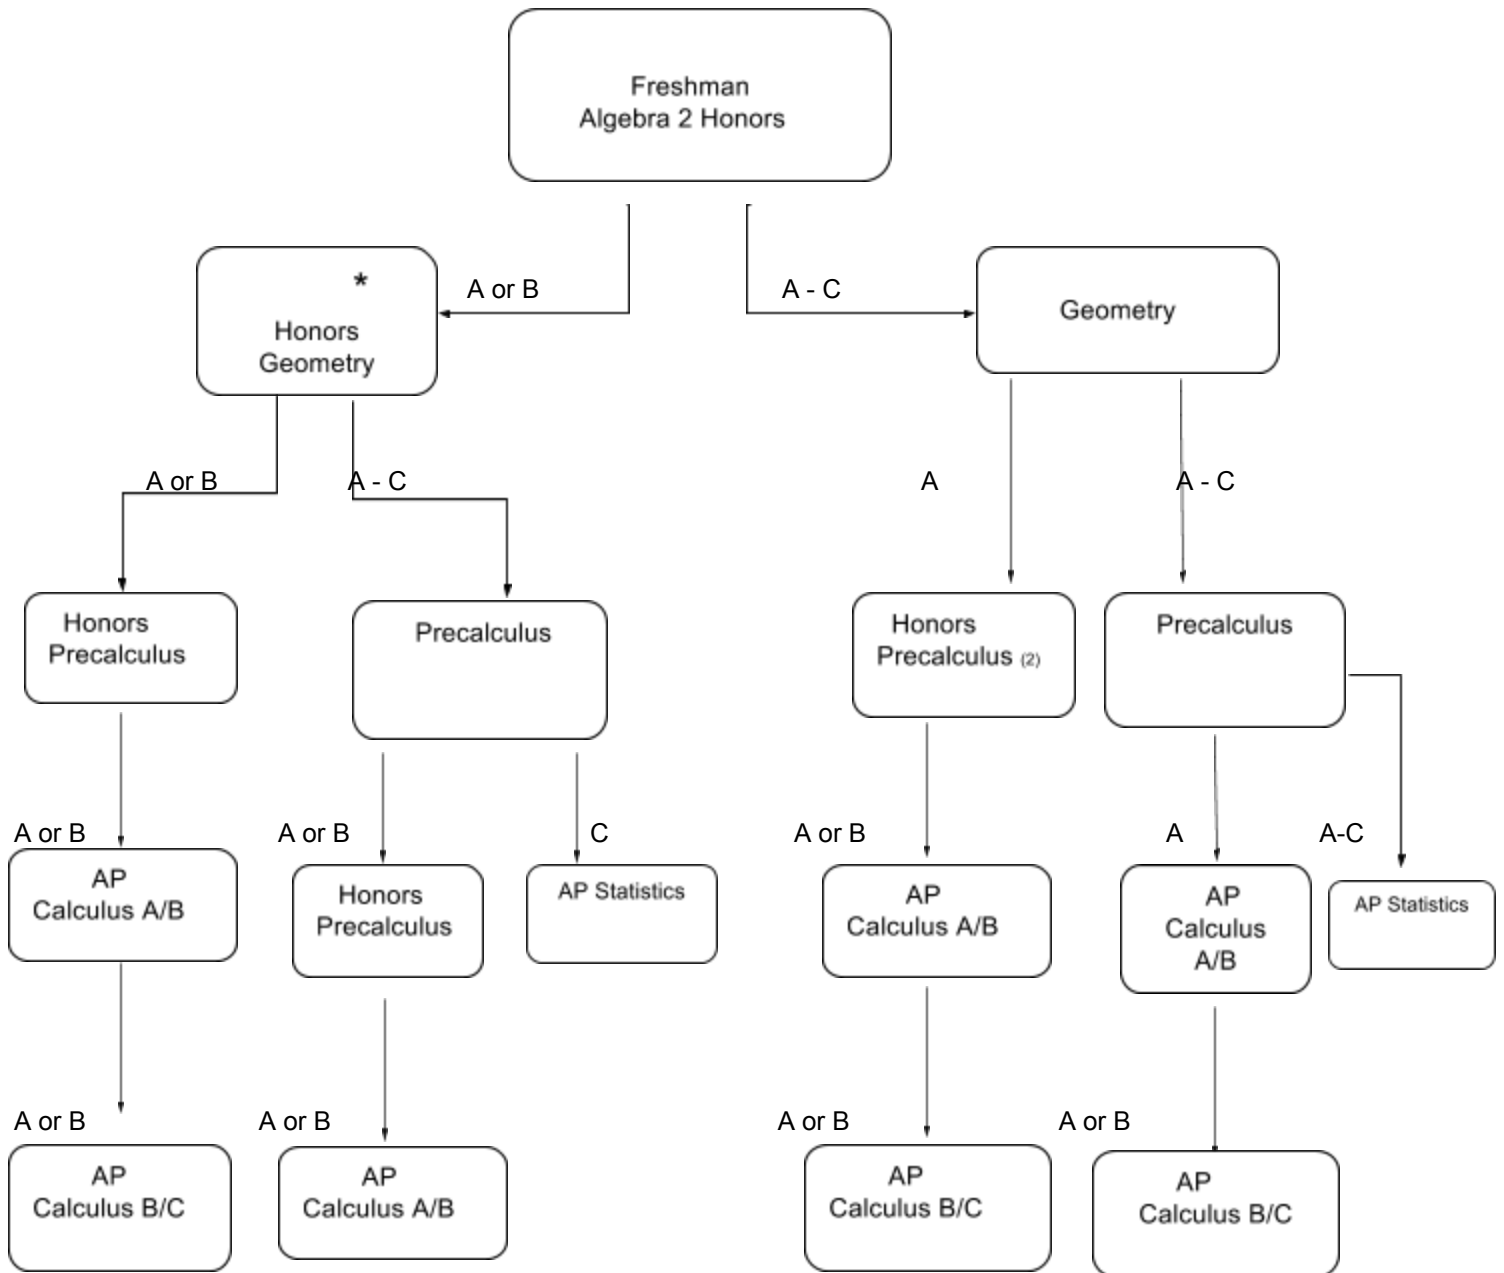 Freshman
Algebra 2 Honors
A or B
A - C
*
Honors
Geometry
Geometry
A or B
A - C
A
A - C
Honors
Precalculus
Precalculus
Honors
Precalculus (2)
Precalculus
A or B
A or B
C
A or B
A
A-C
AP
Calculus A/B
Honors
Precalculus
AP Statistics
AP
Calculus A/B
AP
Calculus
A/B
AP Statistics
A or B
A or B
A or B
A or B
AP
Calculus B/C
AP
Calculus A/B
AP
Calculus B/C
AP
Calculus B/C